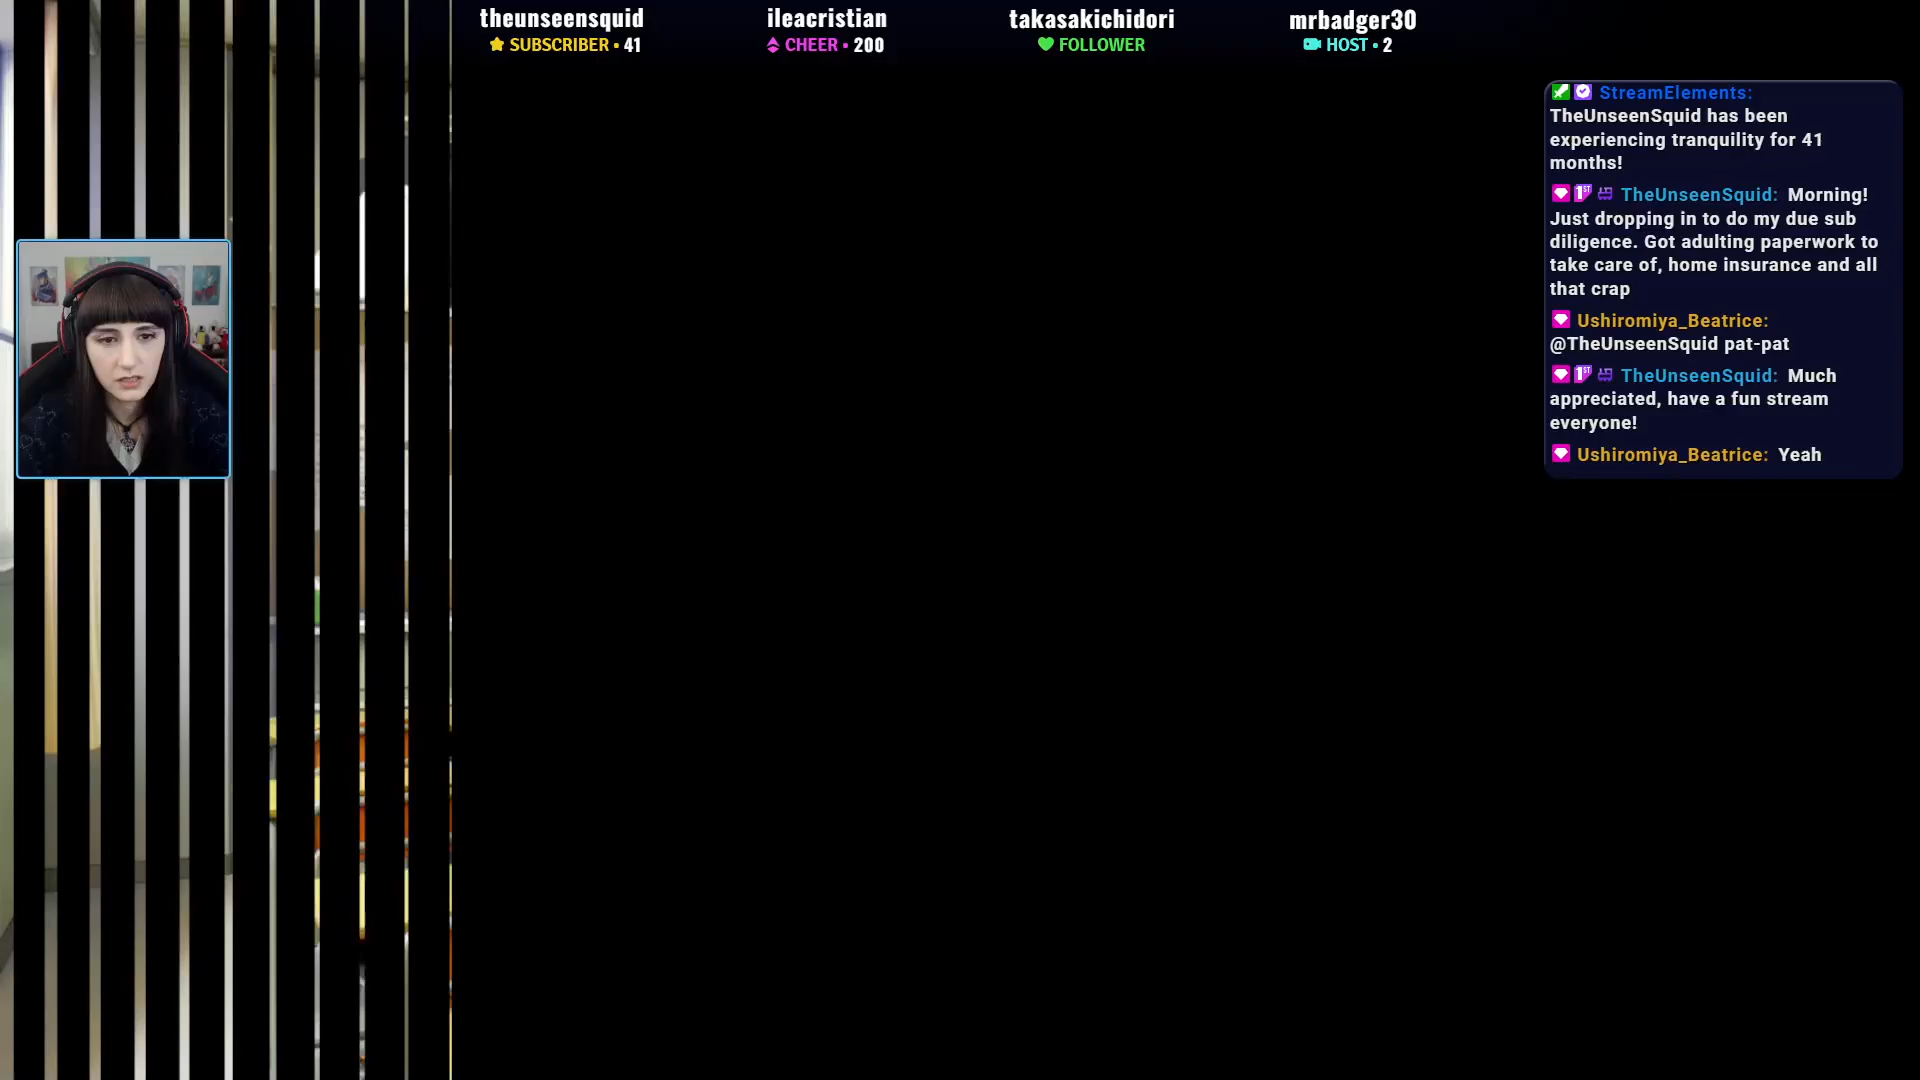 theunseensquid
SUBSCRIBER • 41
ileacristian
CHEER • 200
takasakichidori
FOLLOWER
mrbadger30
HOST • 2
StreamElements:
TheUnseenSquid has been
experiencing tranquility for 41
months!
1ST TheUnseenSquid: Morning!
Just dropping in to do my due sub
diligence. Got adulting paperwork to
take care of, home insurance and all
that crap
Ushiromiya_Beatrice:
@TheUnseenSquid pat-pat
1ST TheUnseenSquid: Much
appreciated, have a fun stream
everyone!
Ushiromiya_Beatrice: Yeah